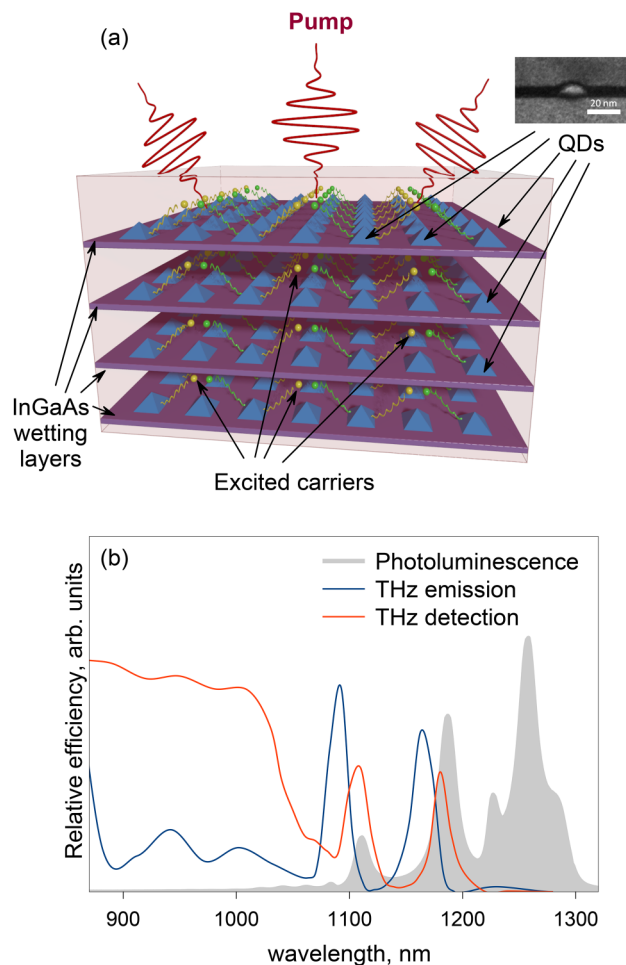 (a)
Pump
20 nm
QDs
InGaAs
wetting
layers
Excited carriers
(b)
Photoluminescence
THz emission
THz detection
Relative efficiency, arb. units
900
1000
1100
1200
1300
wavelength, nm